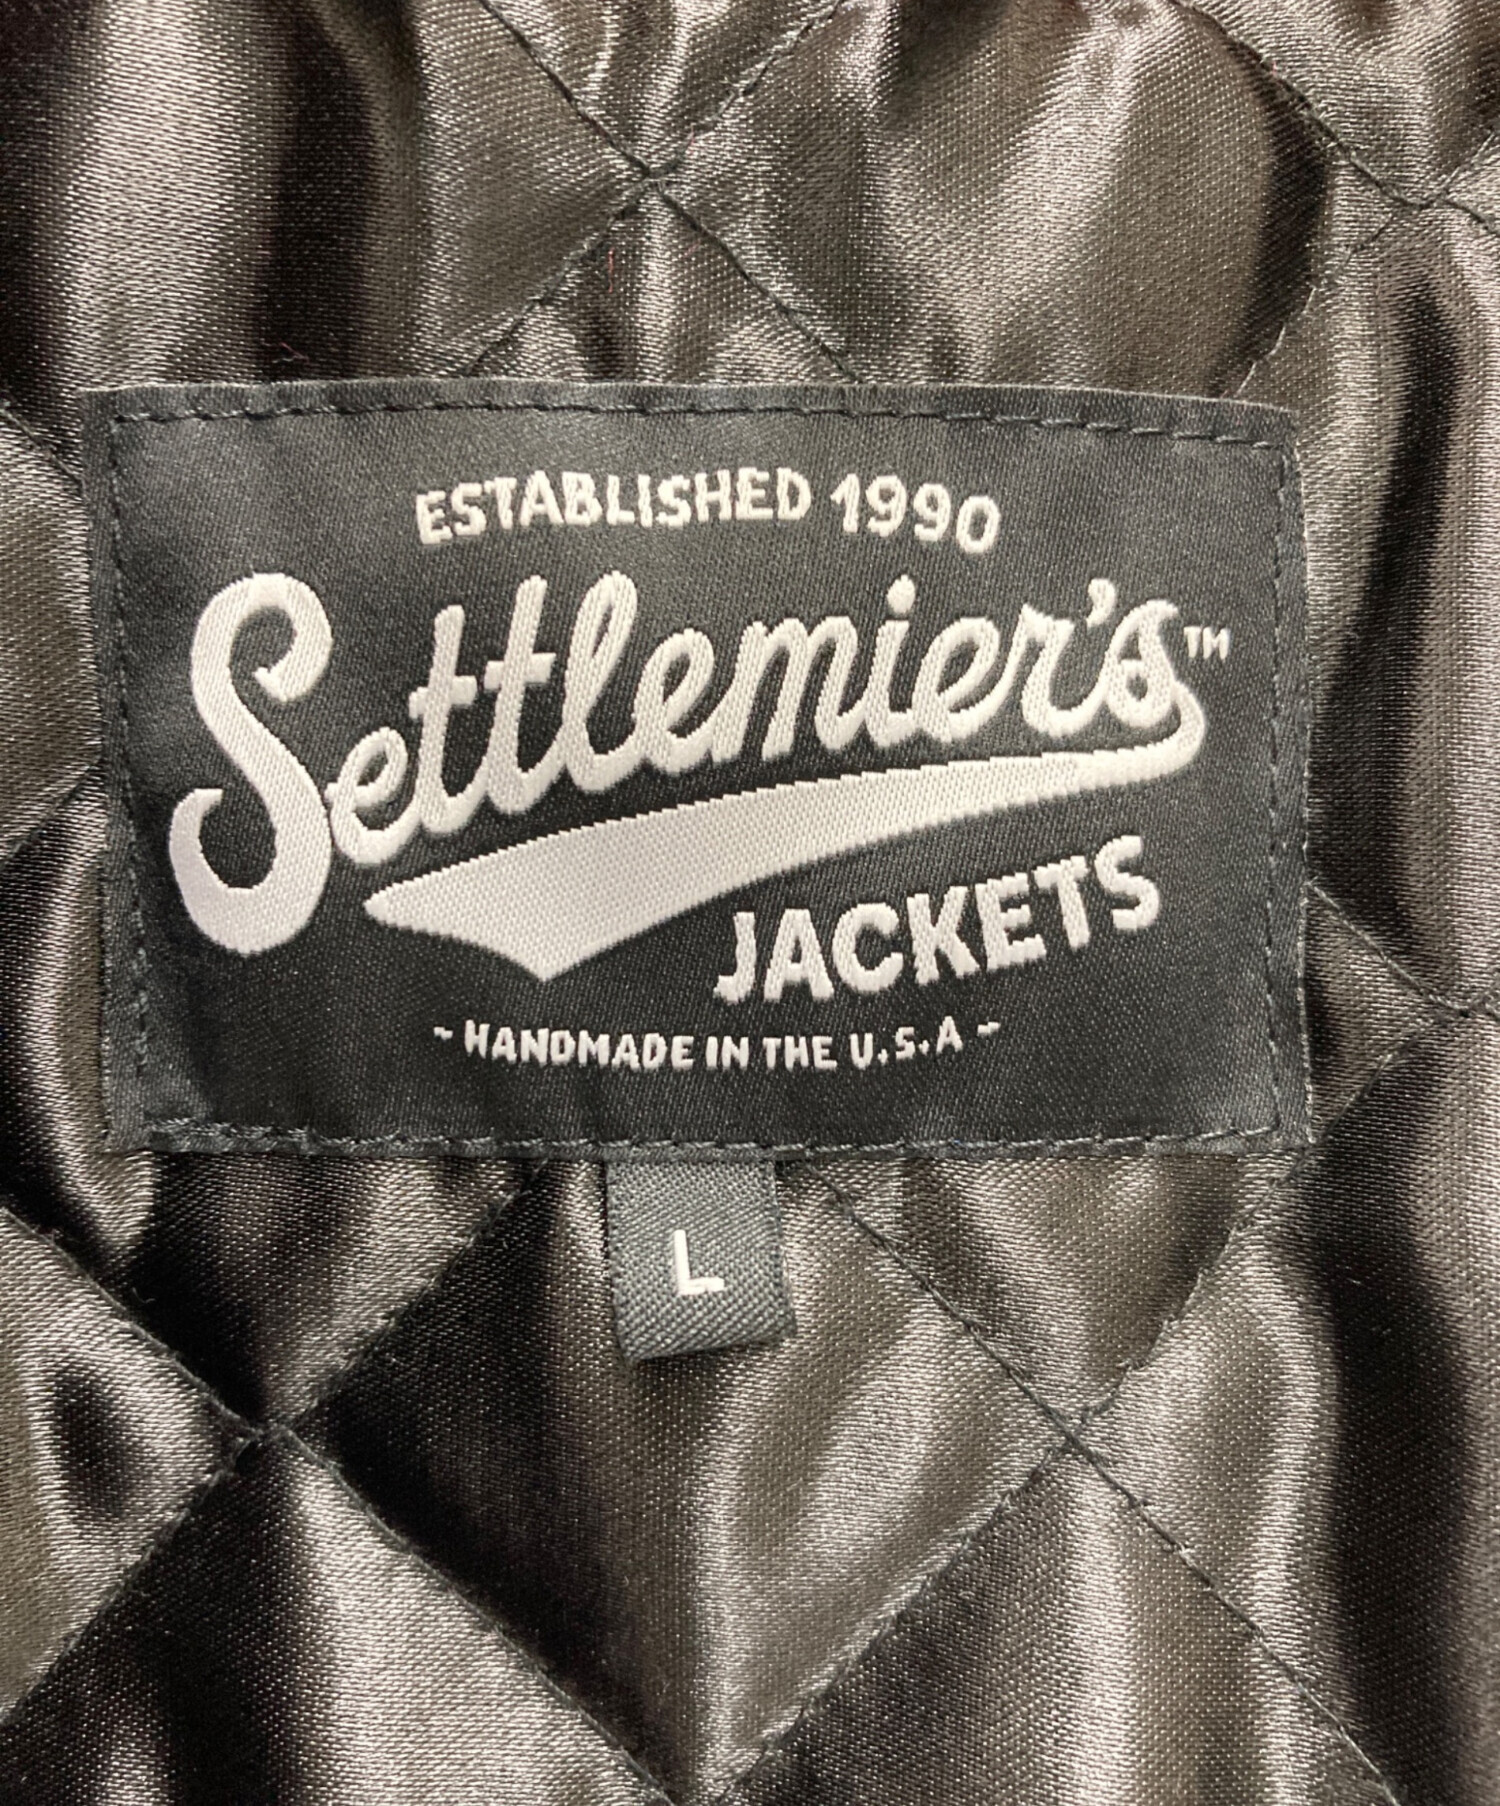 ESTABLISHED 1990
Settlemier's™
JACKETS
- HANDMADE IN THE U.S.A -
L